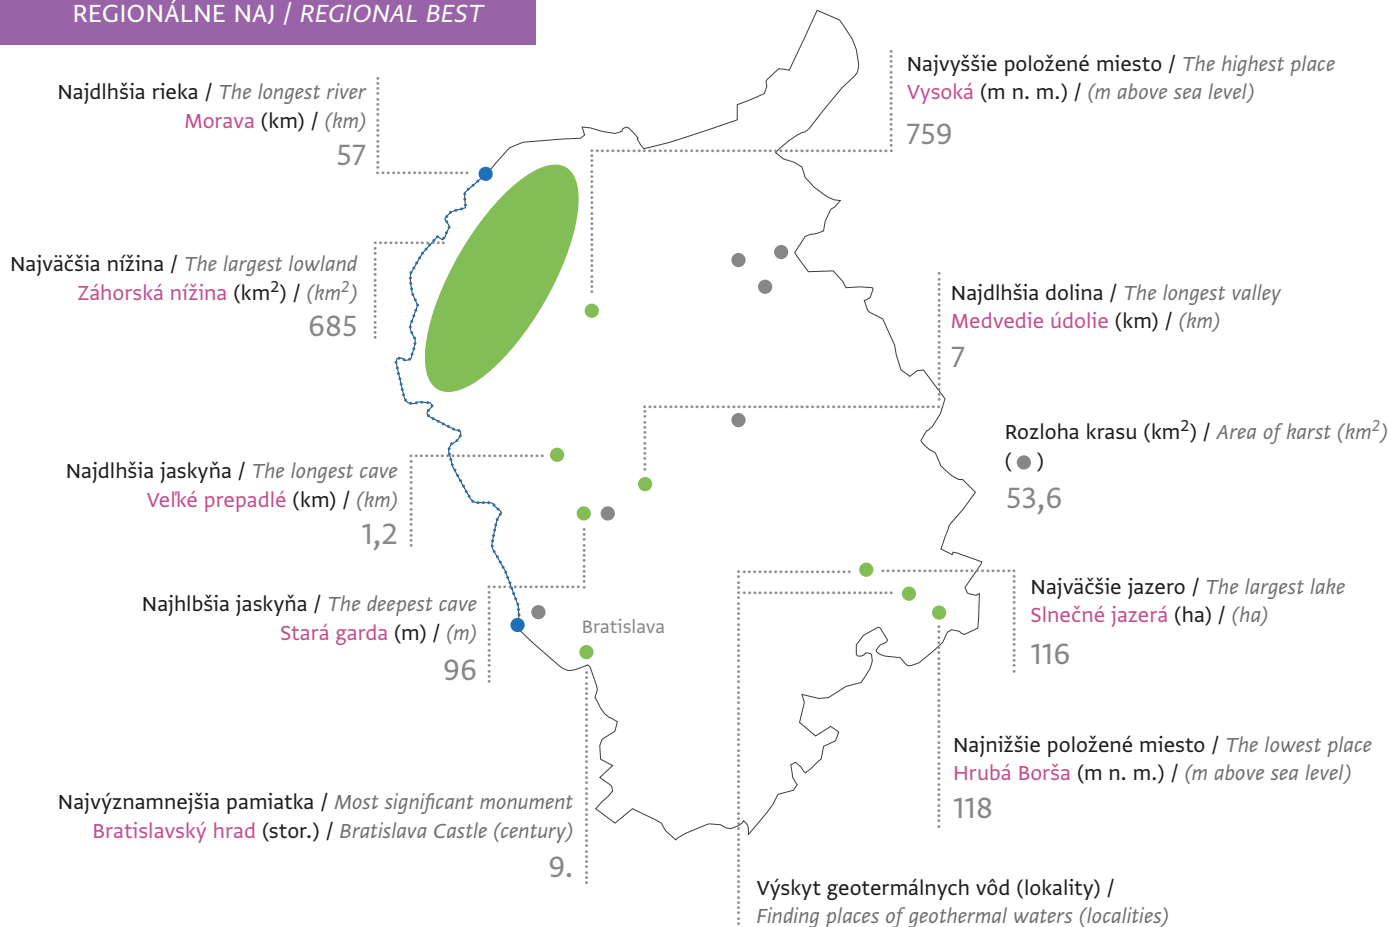 REGIONÁLNE NAJ / REGIONAL BEST
Najdlhšia rieka / The longest river
Morava (km) / (km)
57
Najvyššie položené miesto / The highest place
Vysoká (m n. m.) / (m above sea level)
759
Najväčšia nížina / The largest lowland
Záhorská nížina (km²) / (km²)
685
Najdlhšia dolina / The longest valley
Medvedie údolie (km) / (km)
7
Rozloha krasu (km²) / Area of karst (km²)
( )
53,6
Najdlhšia jaskyňa / The longest cave
Veľké prepadlé (km) / (km)
1,2
Najhlbšia jaskyňa / The deepest cave
Stará garda (m) / (m)
96
Bratislava
Najväčšie jazero / The largest lake
Slnečné jazerá (ha) / (ha)
116
Najnižšie položené miesto / The lowest place
Hrubá Borša (m n. m.) / (m above sea level)
118
Najvýznamnejšia pamiatka / Most significant monument
Bratislavský hrad (stor.) / Bratislava Castle (century)
9.
Výskyt geotermálnych vôd (lokality) /
Finding places of geothermal waters (localities)